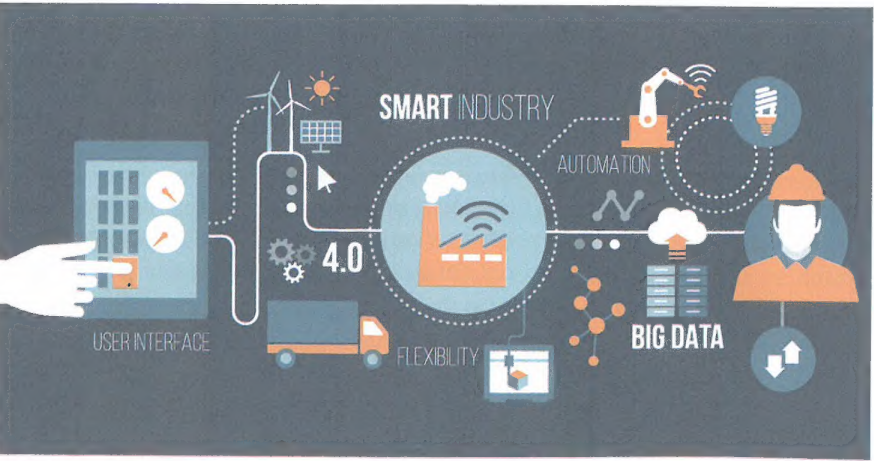 SMART INDUSTRY
AUTOMATION
4.0
USER INTERFACE
FLEXIBILITY
BIG DATA